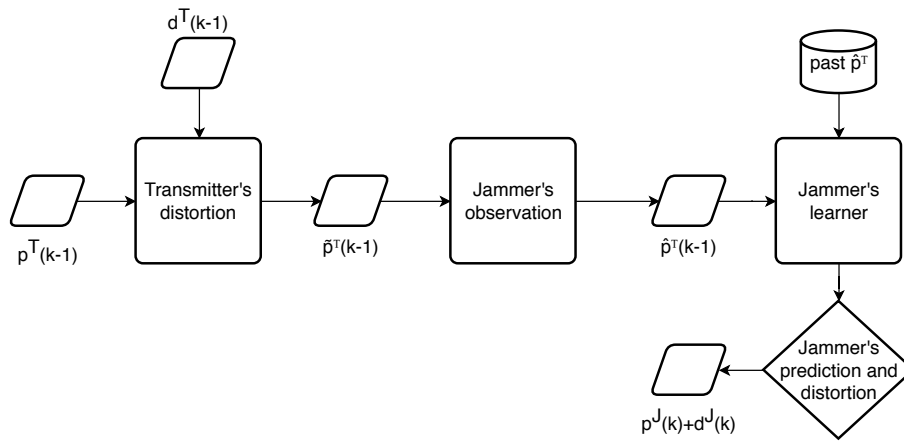 d^T(k-1)
past p̂ᵀ
Transmitter's
distortion
Jammer's
observation
Jammer's
learner
p^T(k-1)
p̃ᵀ(k-1)
p̂ᵀ(k-1)
Jammer's
prediction and
distortion
p^J(k)+d^J(k)